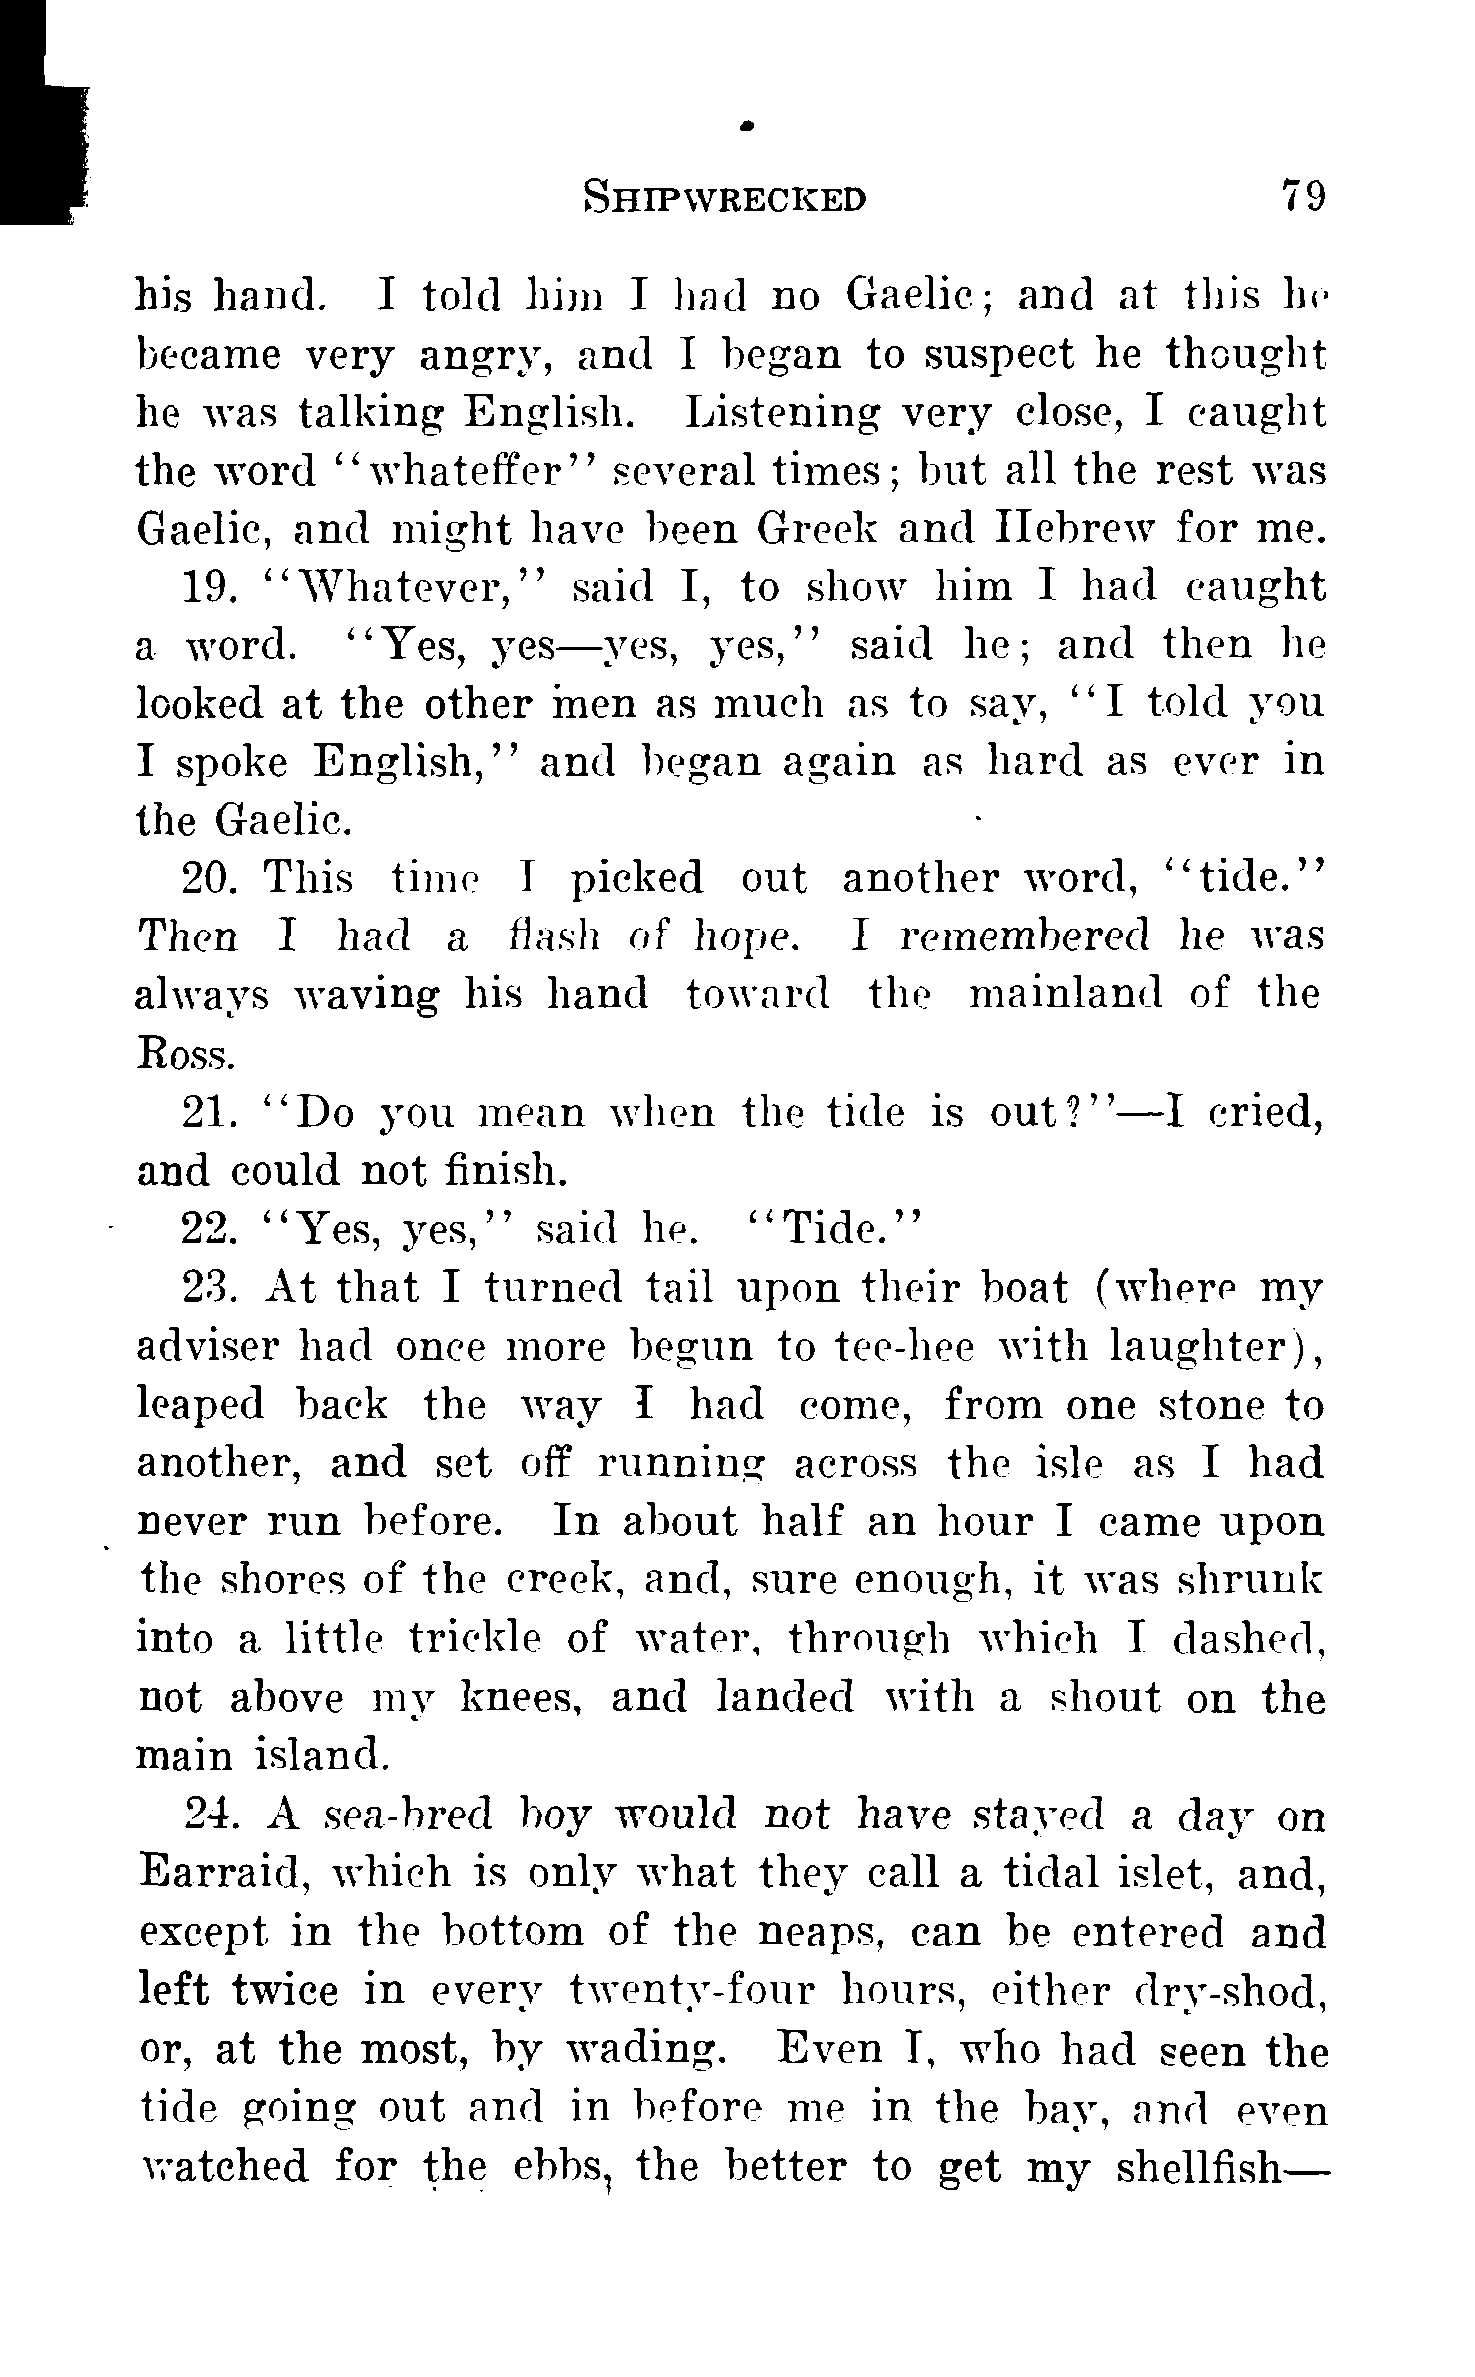 SHIPWRECKED 79
his hand. I told him I had no Gaelic; and at this he
became very angry, and I began to suspect he thought
he was talking English. Listening very close, I caught
the word "whateffer" several times; but all the rest was
Gaelic, and might have been Greek and Hebrew for me.
19. "Whatever," said I, to show him I had caught
a word. "Yes, yes—yes, yes," said he; and then he
looked at the other men as much as to say, "I told you
I spoke English," and began again as hard as ever in
the Gaelic.
20. This time I picked out another word, "tide."
Then I had a flash of hope. I remembered he was
always waving his hand toward the mainland of the
Ross.
21. "Do you mean when the tide is out?"—I cried,
and could not finish.
22. "Yes, yes," said he. "Tide."
23. At that I turned tail upon their boat (where my
adviser had once more begun to tee-hee with laughter),
leaped back the way I had come, from one stone to
another, and set off running across the isle as I had
never run before. In about half an hour I came upon
the shores of the creek, and, sure enough, it was shrunk
into a little trickle of water, through which I dashed,
not above my knees, and landed with a shout on the
main island.
24. A sea-bred boy would not have stayed a day on
Earraid, which is only what they call a tidal islet, and,
except in the bottom of the neaps, can be entered and
left twice in every twenty-four hours, either dry-shod,
or, at the most, by wading. Even I, who had seen the
tide going out and in before me in the bay, and even
watched for the ebbs, the better to get my shellfish—